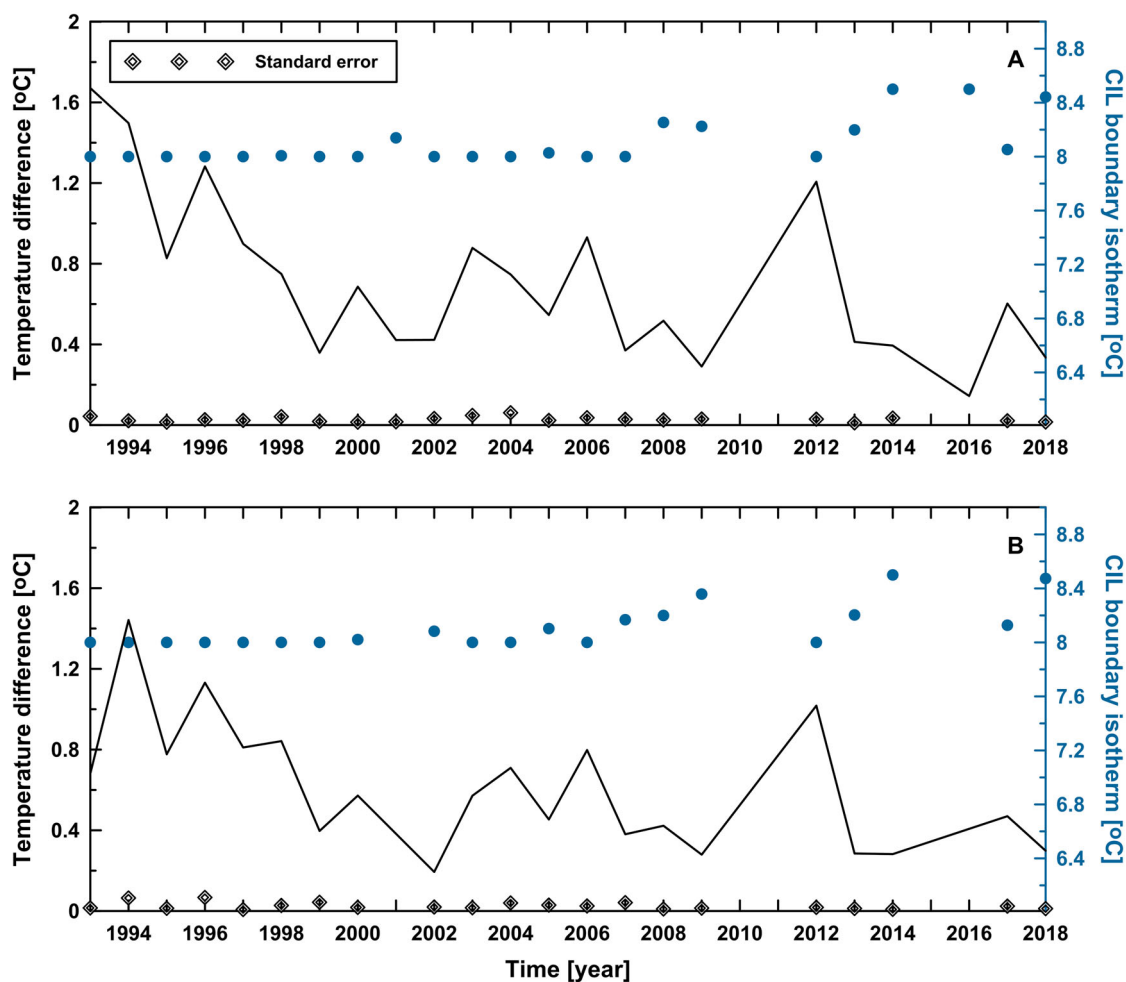 Temperature difference [ºC]
2
1.6
1.2
0.8
0.4
0
Standard error
A
8.8
8.4
8
7.6
7.2
6.8
6.4
CIL boundary isotherm [ºC]
1994 1996 1998 2000 2002 2004 2006 2008 2010 2012 2014 2016 2018
Temperature difference [ºC]
2
1.6
1.2
0.8
0.4
0
B
8.8
8.4
8
7.6
7.2
6.8
6.4
CIL boundary isotherm [ºC]
1994 1996 1998 2000 2002 2004 2006 2008 2010 2012 2014 2016 2018
Time [year]